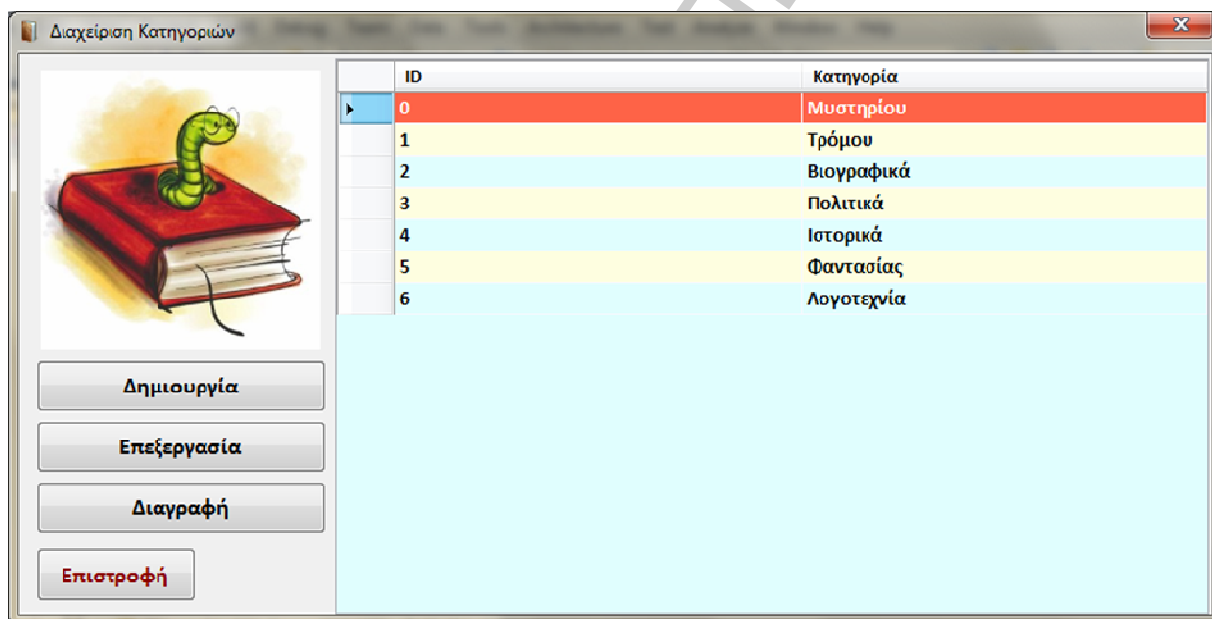 Διαχείριση Κατηγοριών
X
ID Κατηγορία
0 Μυστηρίου
1 Τρόμου
2 Βιογραφικά
3 Πολιτικά
4 Ιστορικά
5 Φαντασίας
6 Λογοτεχνία
Δημιουργία
Επεξεργασία
Διαγραφή
Επιστροφή